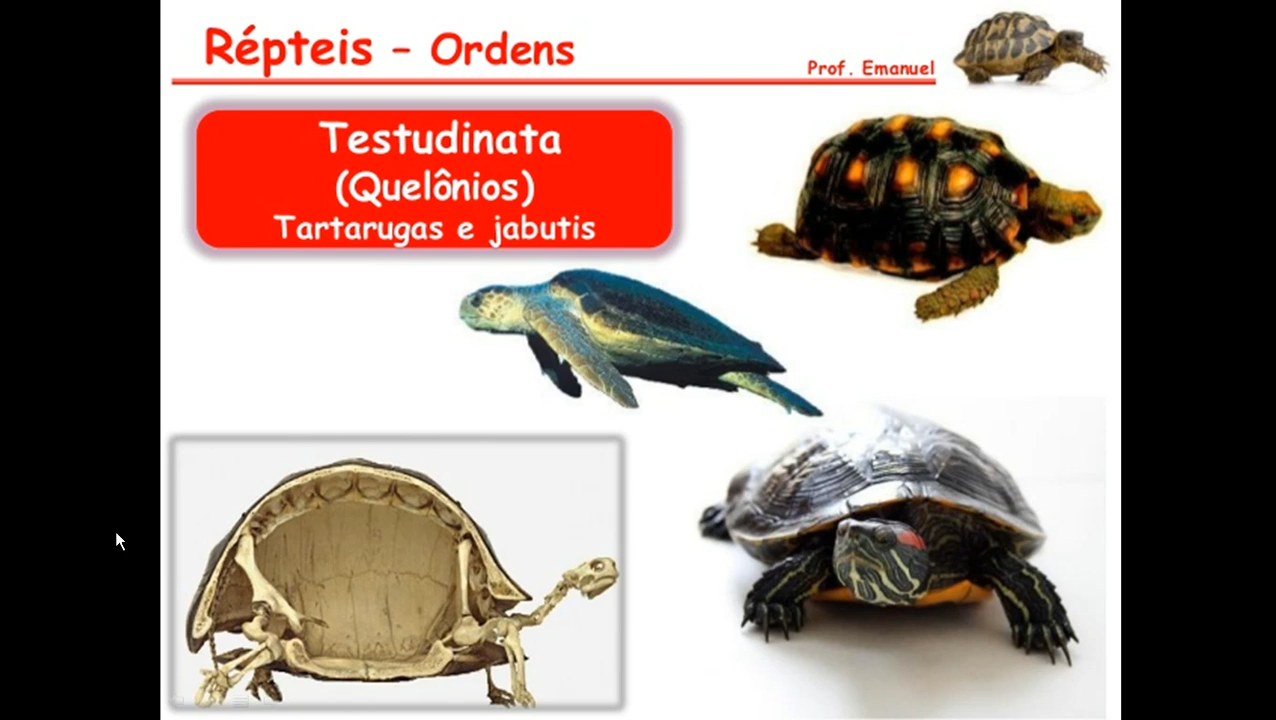 Répteis - Ordens
Prof. Emanuel
Testudinata
(Quelônios)
Tartarugas e jabutis